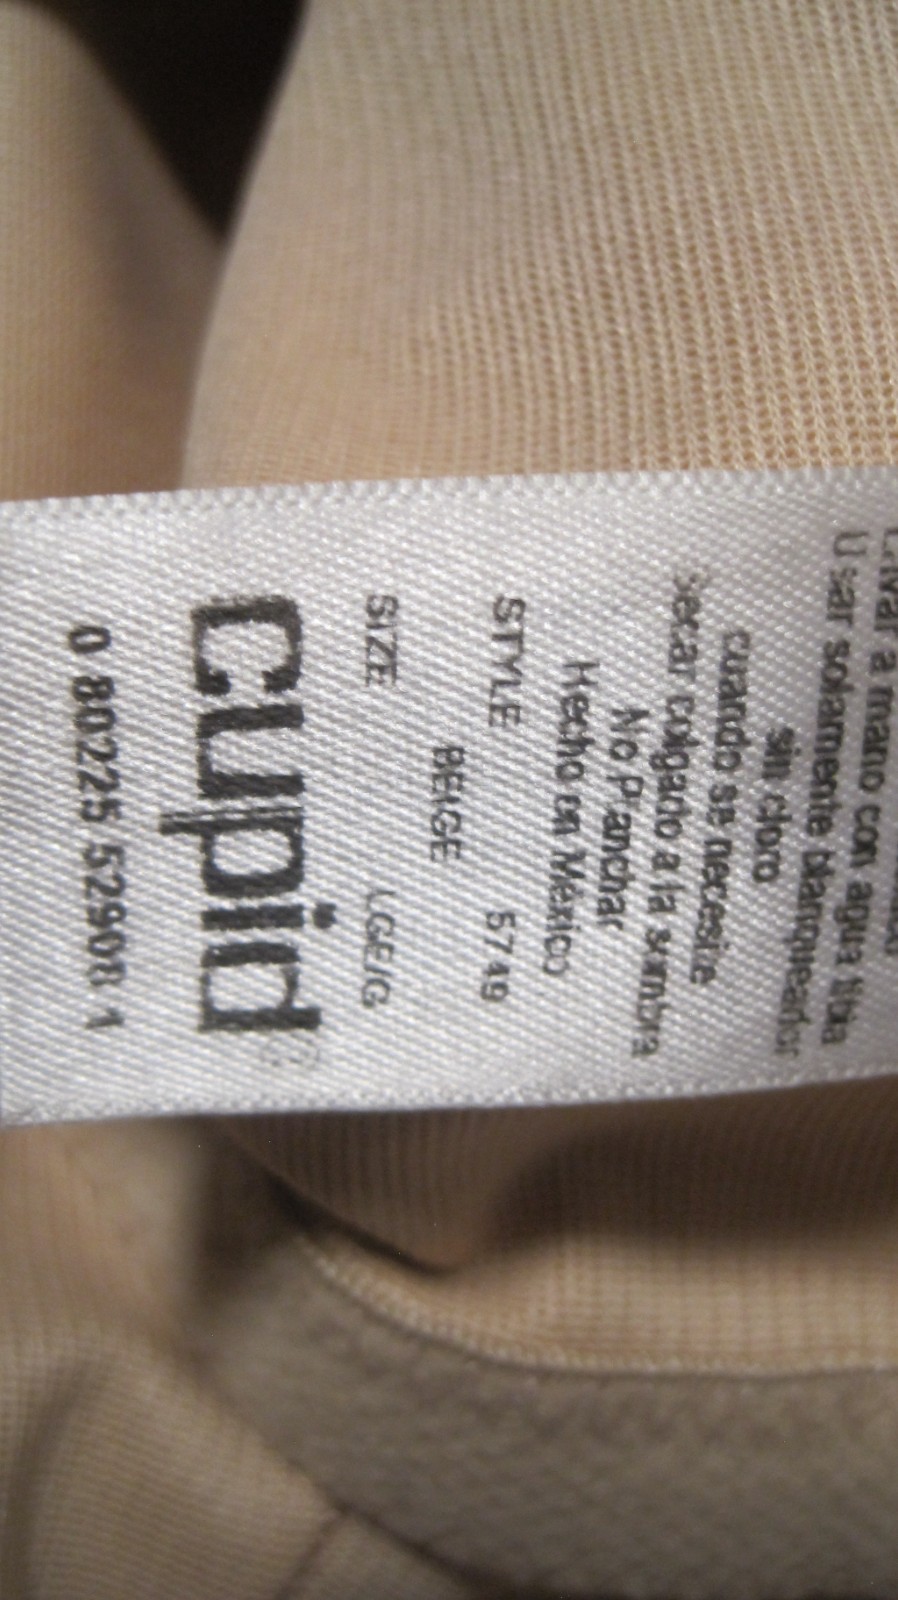 Lavar a mano con agua tibia
Usar solamente blanqueador
sin cloro
cuando se necesite
Secar colgado a la sombra
No Planchar
Hecho en México
STYLE 5749
BEIGE
SIZE LGE/G
cupid®
0 80225 52908 1